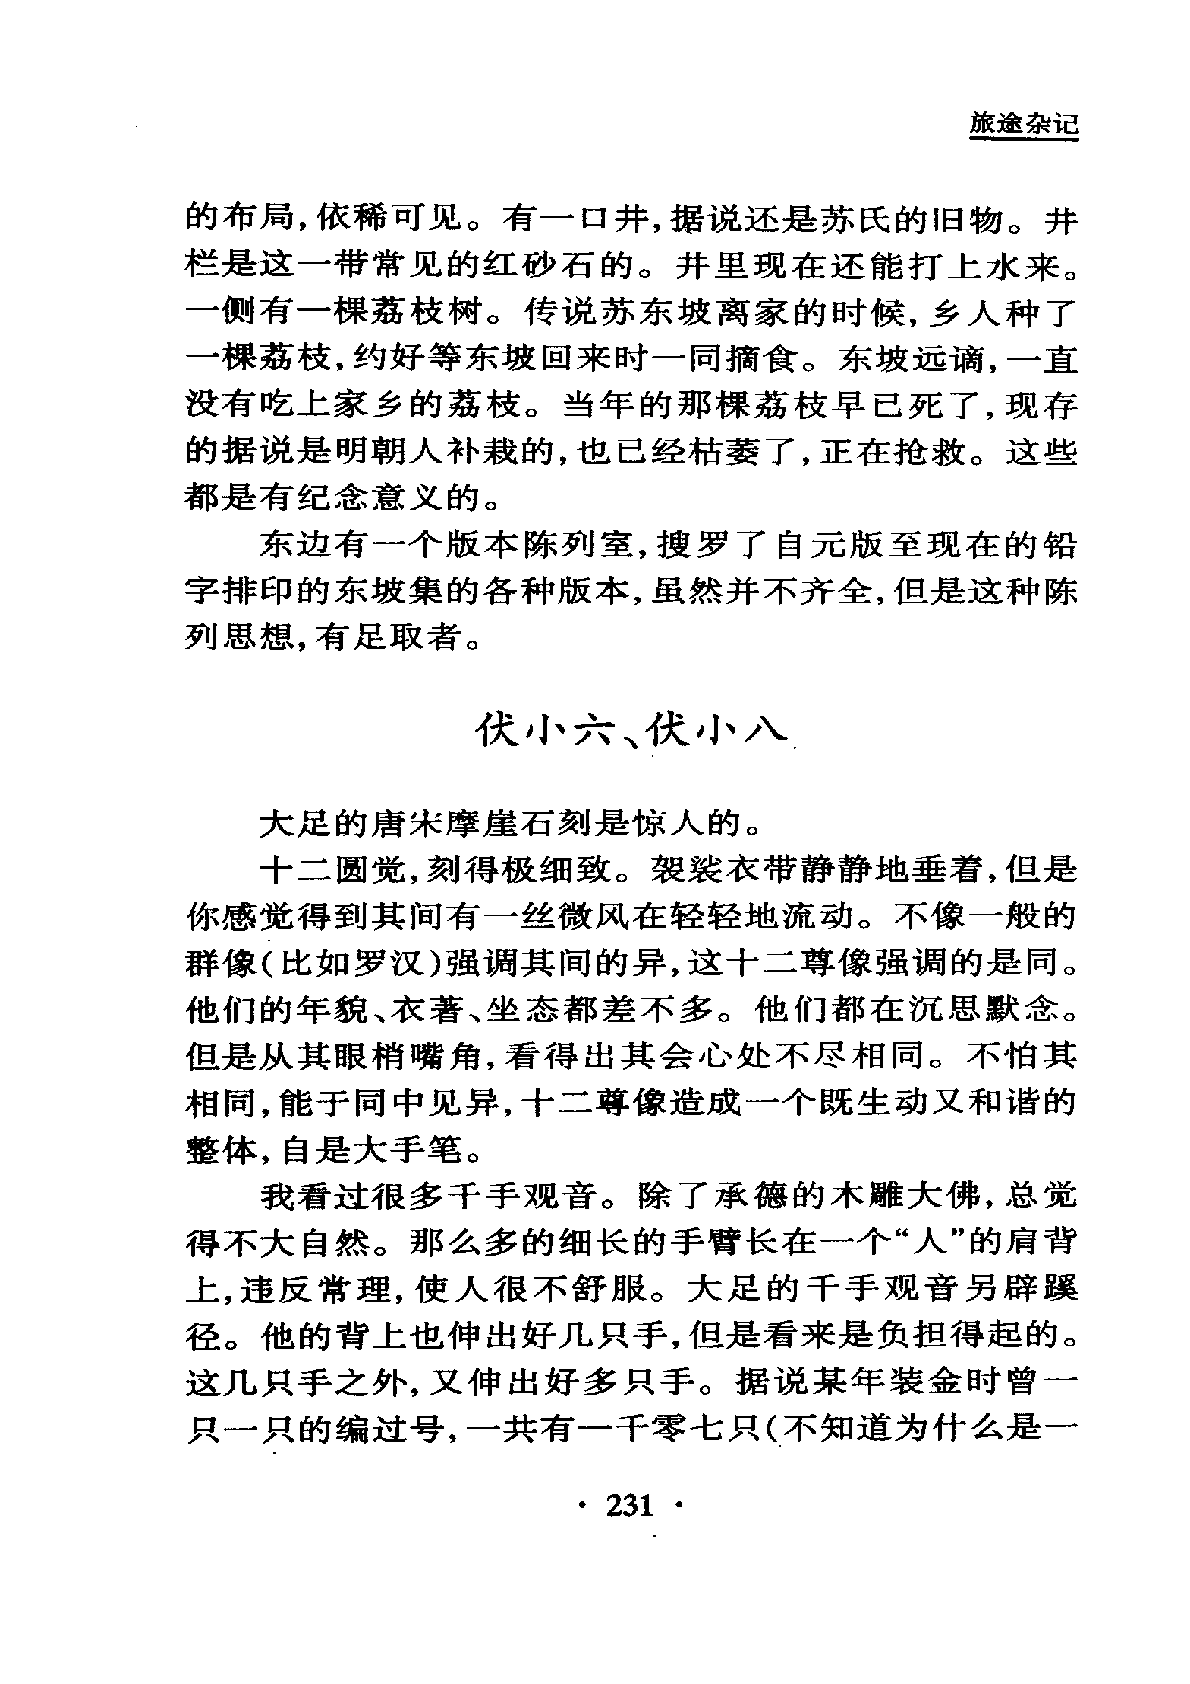 旅途杂记
的布局,依稀可见。有一口井,据说还是苏氏的旧物。井
栏是这一带常见的红砂石的。井里现在还能打上水来。
一侧有一棵荔枝树。传说苏东坡离家的时候,乡人种了
一棵荔枝,约好等东坡回来时一同摘食。东坡远谪,一直
没有吃上家乡的荔枝。当年的那棵荔枝早已死了,现存
的据说是明朝人补栽的,也已经枯萎了,正在抢救。这些
都是有纪念意义的。
东边有一个版本陈列室,搜罗了自元版至现在的铅
字排印的东坡集的各种版本,虽然并不齐全,但是这种陈
列思想,有足取者。
伏小六、伏小八
大足的唐宋摩崖石刻是惊人的。
十二圆觉,刻得极细致。袈裟衣带静静地垂着,但是
你感觉得到其间有一丝微风在轻轻地流动。不像一般的
群像(比如罗汉)强调其间的异,这十二尊像强调的是同。
他们的年貌、衣著、坐态都差不多。他们都在沉思默念。
但是从其眼梢嘴角,看得出其会心处不尽相同。不怕其
相同,能于同中见异,十二尊像造成一个既生动又和谐的
整体,自是大手笔。
我看过很多千手观音。除了承德的木雕大佛,总觉
得不大自然。那么多的细长的手臂长在一个“人”的肩背
上,违反常理,使人很不舒服。大足的千手观音另辟蹊
径。他的背上也伸出好几只手,但是看来是负担得起的。
这几只手之外,又伸出好多只手。据说某年装金时曾一
只一只的编过号,一共有一千零七只(不知道为什么是一
· 231 ·